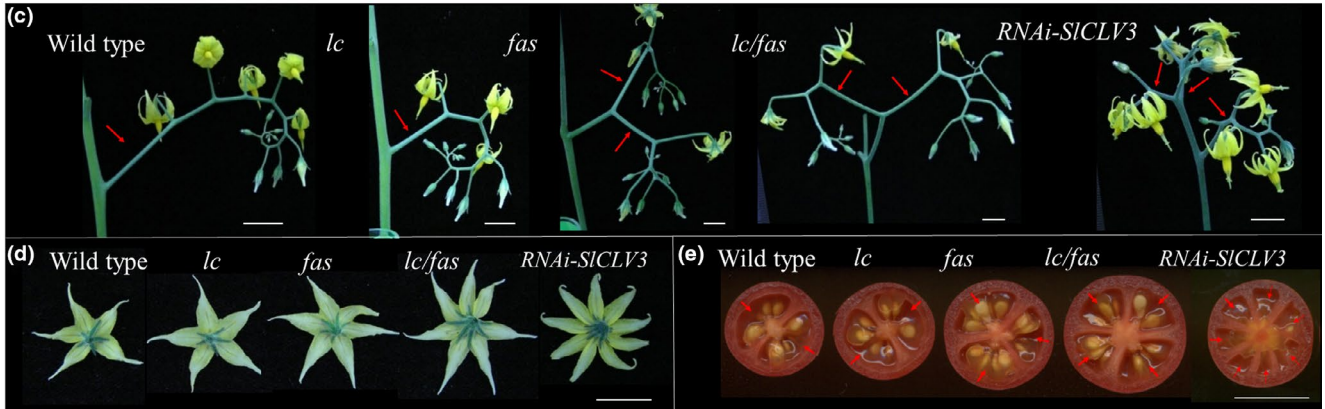 (c)
Wild type lc fas lc/fas RNAi-SlCLV3
(d) Wild type lc fas lc/fas RNAi-SlCLV3
(e) Wild type lc fas lc/fas RNAi-SlCLV3